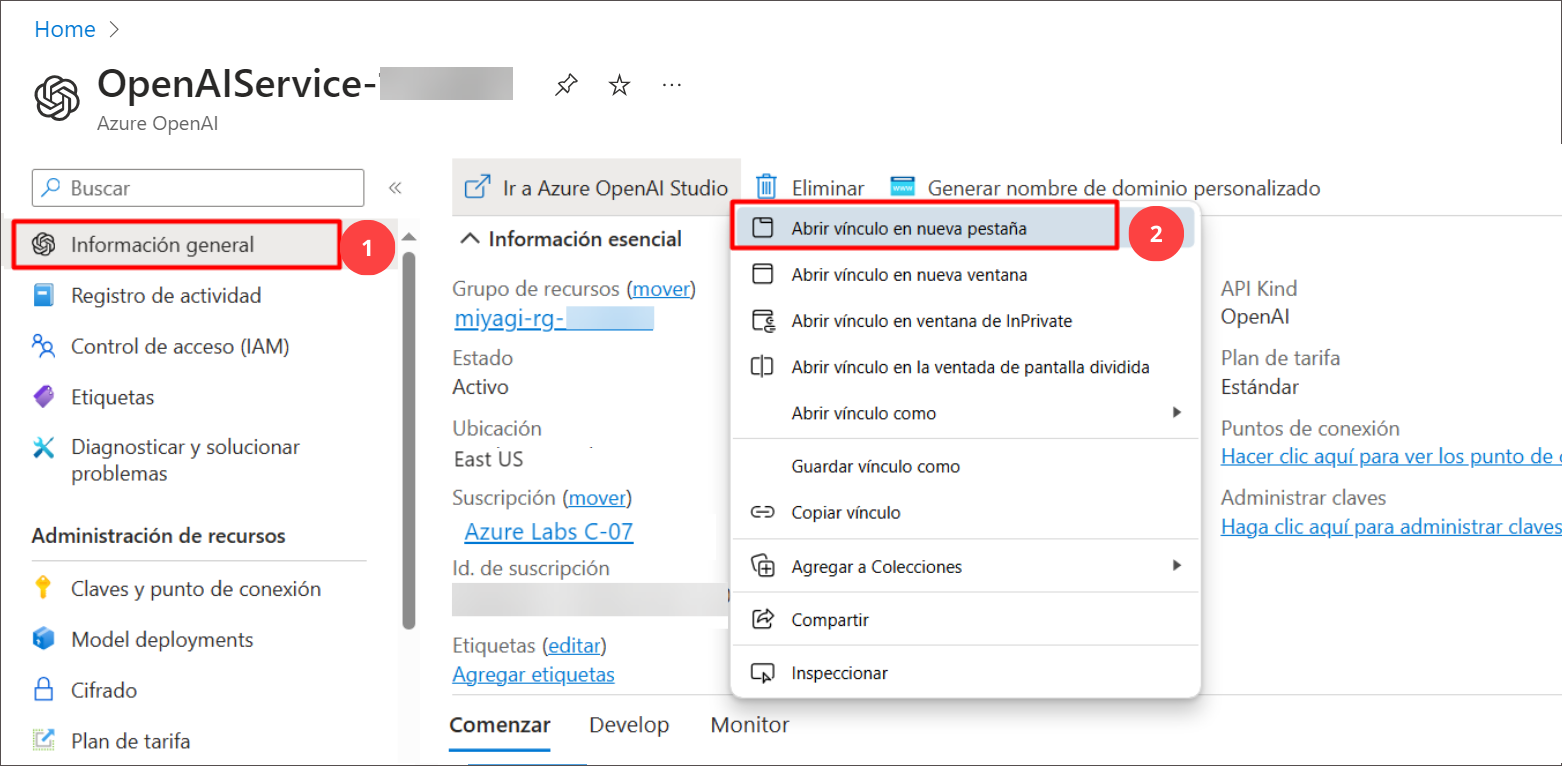 Home
OpenAIService-
Azure OpenAI
Buscar
Información general
1
Registro de actividad
Control de acceso (IAM)
Etiquetas
Diagnosticar y solucionar
problemas
Administración de recursos
Claves y punto de conexión
Model deployments
Cifrado
Plan de tarifa
Ir a Azure OpenAI Studio
Eliminar
Generar nombre de dominio personalizado
Información esencial
Grupo de recursos (mover)
miyagi-rg-
Estado
Activo
Ubicación
East US
Suscripción (mover)
Azure Labs C-07
Id. de suscripción
Etiquetas (editar)
Agregar etiquetas
Abrir vínculo en nueva pestaña
2
Abrir vínculo en nueva ventana
Abrir vínculo en ventana de InPrivate
Abrir vínculo en la ventada de pantalla dividida
Abrir vínculo como
Guardar vínculo como
Copiar vínculo
Agregar a Colecciones
Compartir
Inspeccionar
API Kind
OpenAI
Plan de tarifa
Estándar
Puntos de conexión
Hacer clic aquí para ver los punto de
Administrar claves
Haga clic aquí para administrar claves
Comenzar
Develop
Monitor